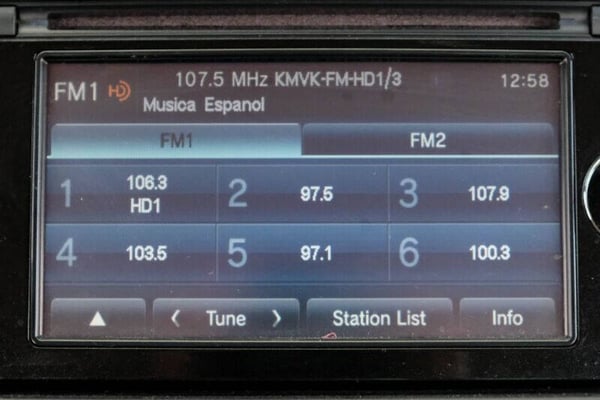 107.5 MHz KMVK-FM-HD1/3
12:58
FM1 HD
Musica Espanol
FM1
FM2
1 106.3 HD1
2 97.5
3 107.9
4 103.5
5 97.1
6 100.3
Tune
Station List
Info